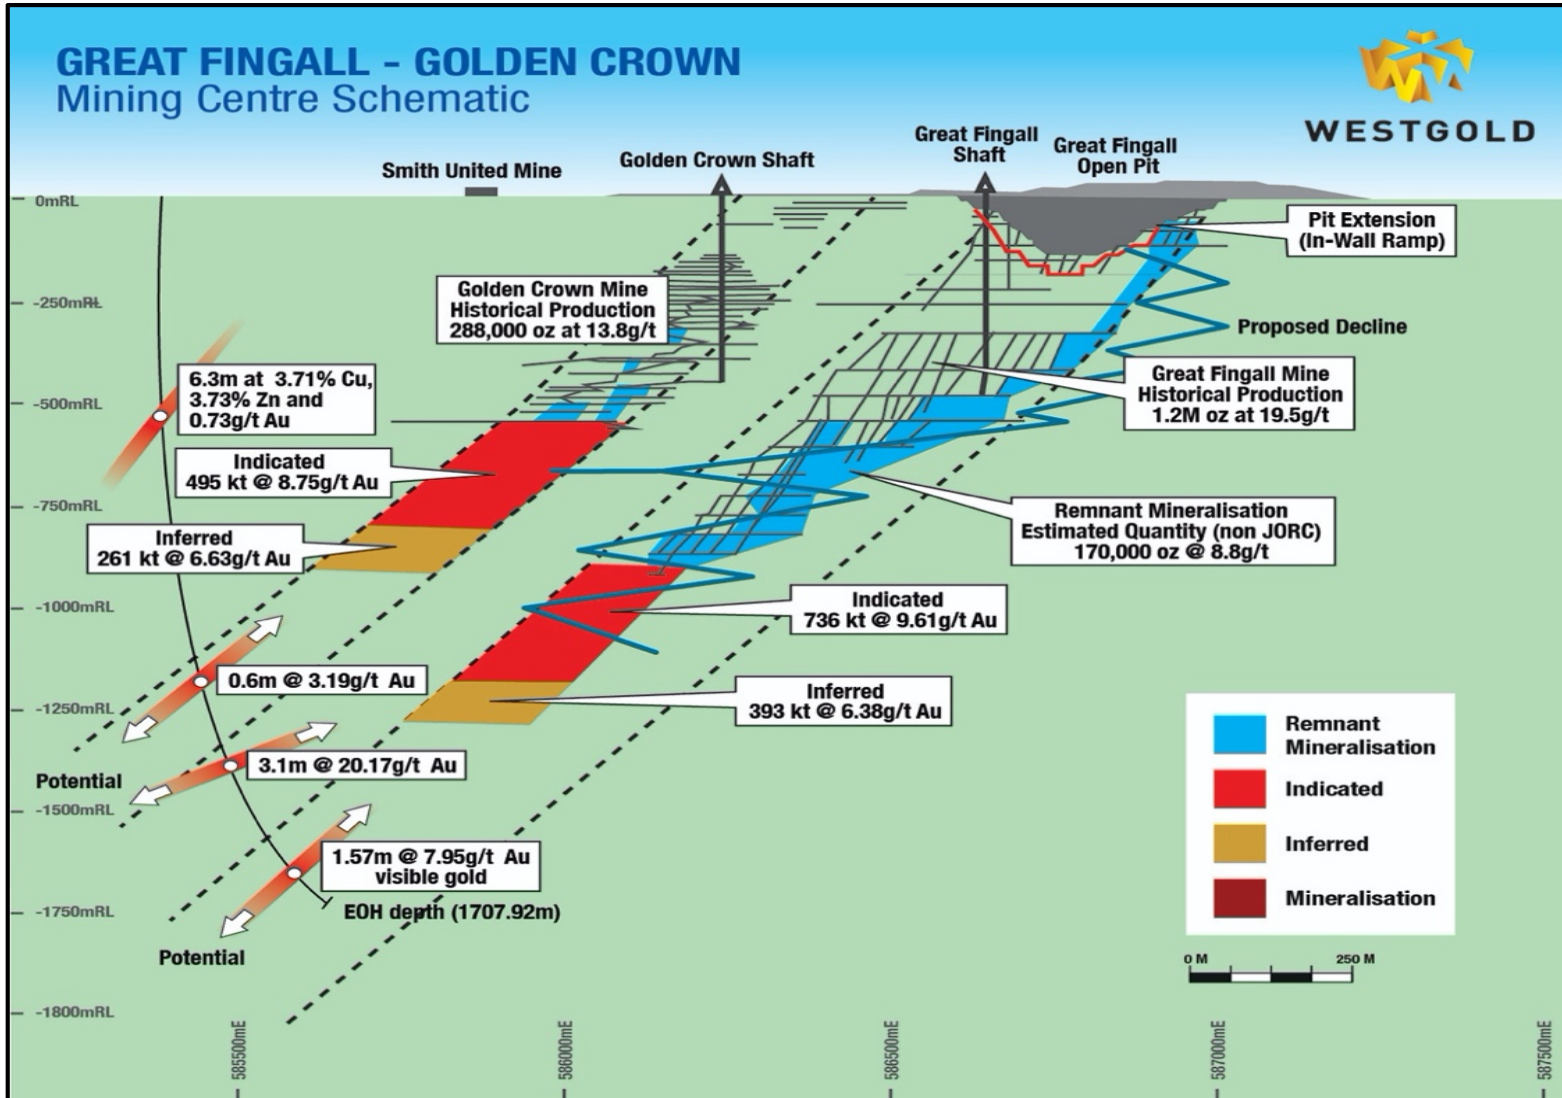 GREAT FINGALL - GOLDEN CROWN
Mining Centre Schematic
WESTGOLD
Smith United Mine
Golden Crown Shaft
Great Fingall
Shaft
Great Fingall
Open Pit
0mRL
-250mRL
-500mRL
-750mRL
-1000mRL
-1250mRL
-1500mRL
-1750mRL
-1800mRL
Pit Extension
(In-Wall Ramp)
Golden Crown Mine
Historical Production
288,000 oz at 13.8g/t
Proposed Decline
6.3m at 3.71% Cu,
3.73% Zn and
0.73g/t Au
Great Fingall Mine
Historical Production
1.2M oz at 19.5g/t
Indicated
495 kt @ 8.75g/t Au
Remnant Mineralisation
Estimated Quantity (non JORC)
170,000 oz @ 8.8g/t
Inferred
261 kt @ 6.63g/t Au
Indicated
736 kt @ 9.61g/t Au
0.6m @ 3.19g/t Au
Inferred
393 kt @ 6.38g/t Au
3.1m @ 20.17g/t Au
Potential
1.57m @ 7.95g/t Au
visible gold
EOH depth (1707.92m)
Potential
Remnant
Mineralisation
Indicated
Inferred
Mineralisation
0 M
250 M
585500mE
586000mE
586500mE
587000mE
587500mE